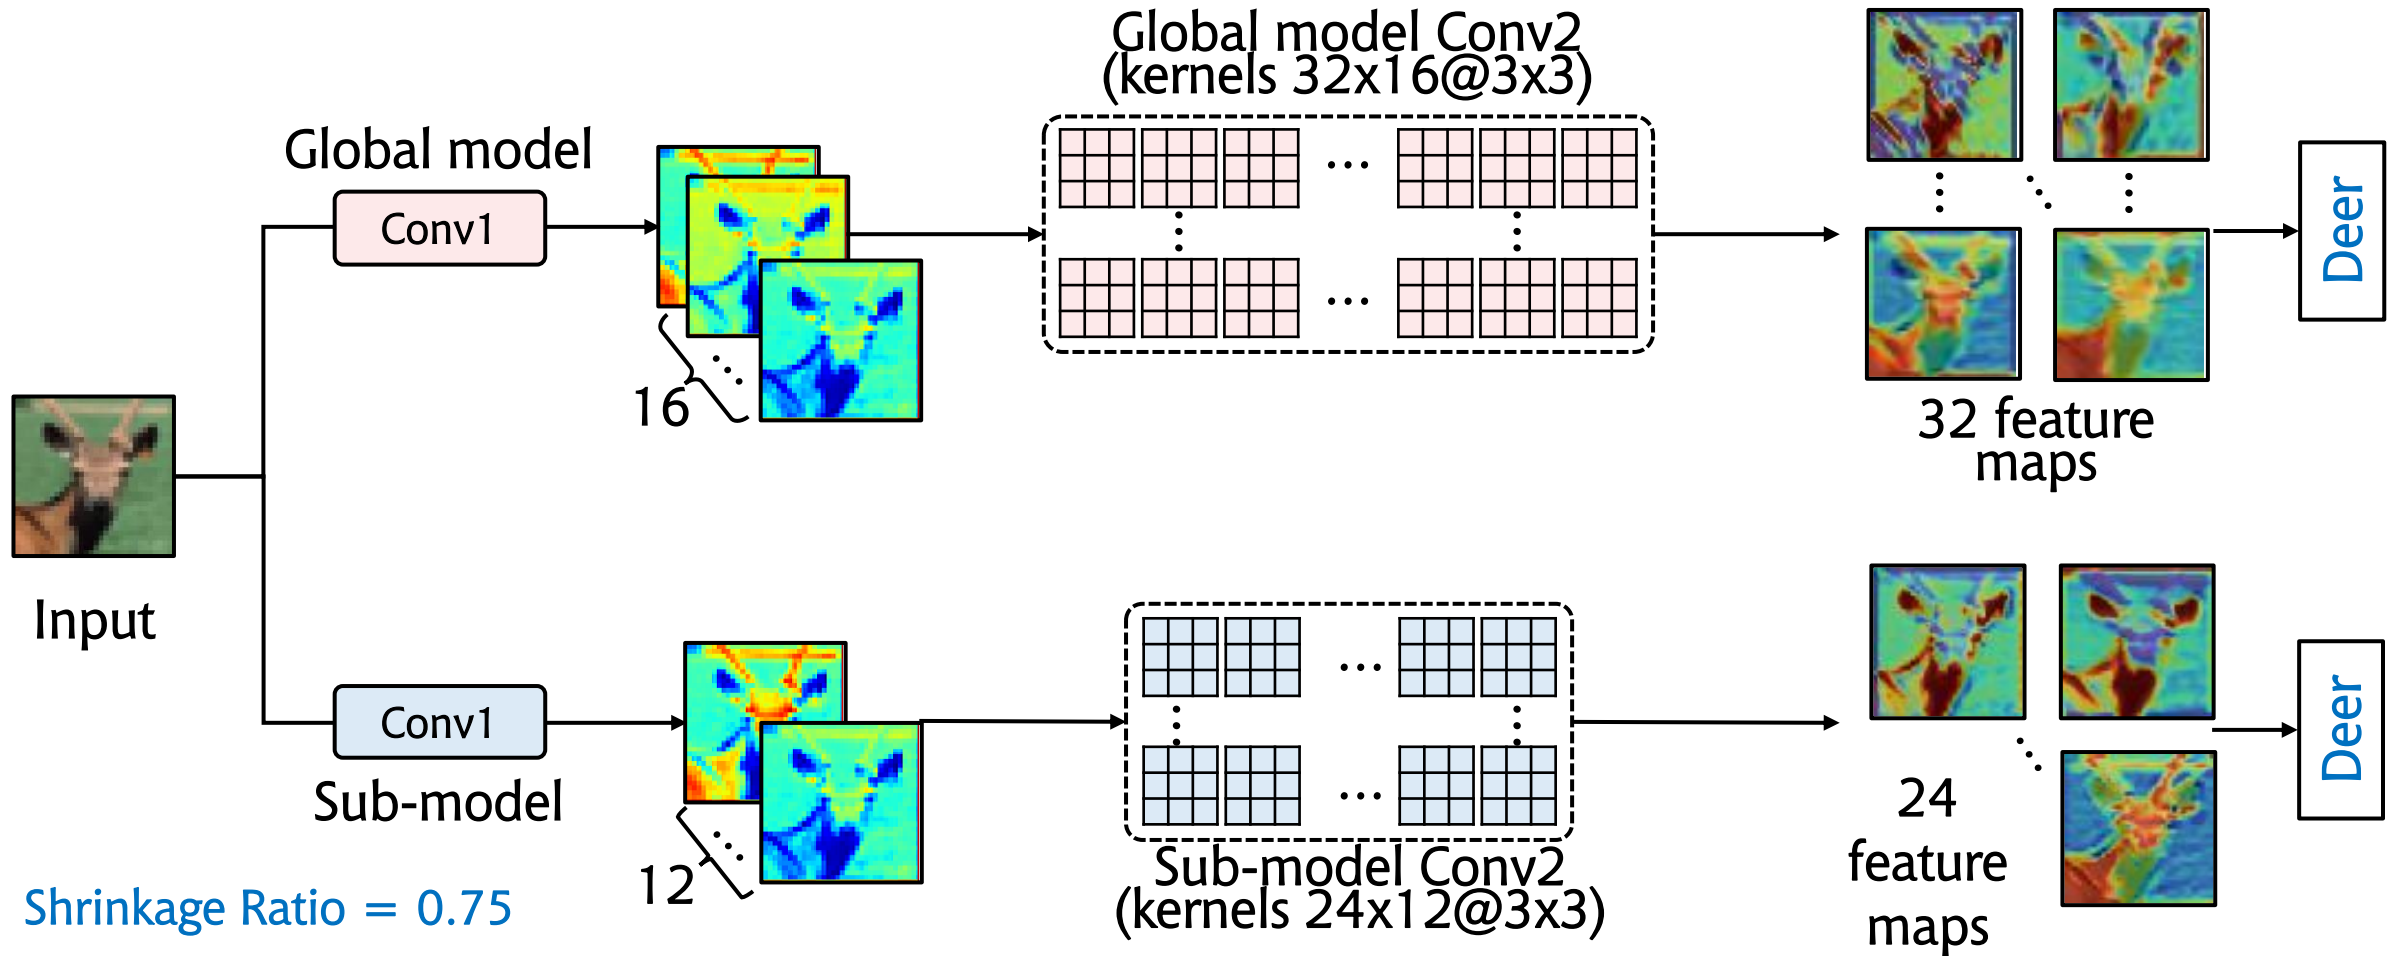 Global model Conv2
(kernels 32x16@3x3)
Global model
Conv1
16
32 feature
maps
Deer
Input
Conv1
Sub-model
12
Sub-model Conv2
(kernels 24x12@3x3)
24
feature
maps
Deer
Shrinkage Ratio = 0.75